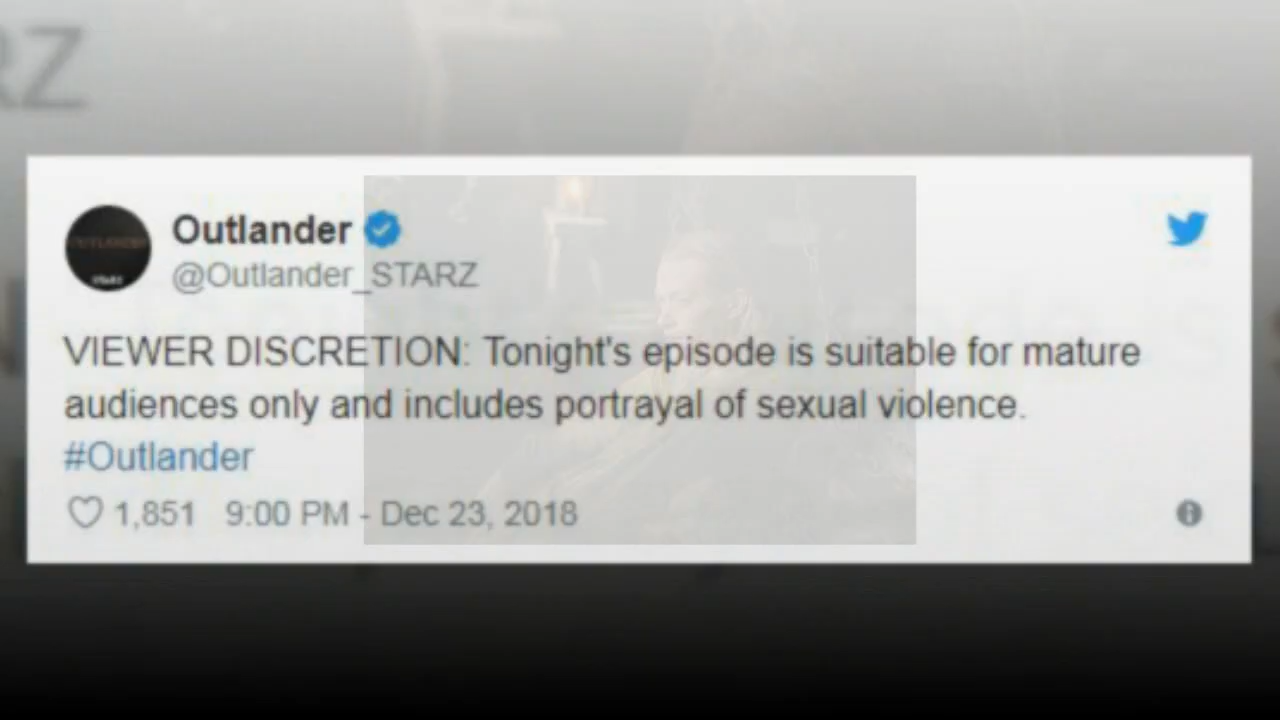 RZ
Outlander
@Outlander_STARZ
VIEWER DISCRETION: Tonight's episode is suitable for mature
audiences only and includes portrayal of sexual violence.
#Outlander
1,851 9:00 PM - Dec 23, 2018